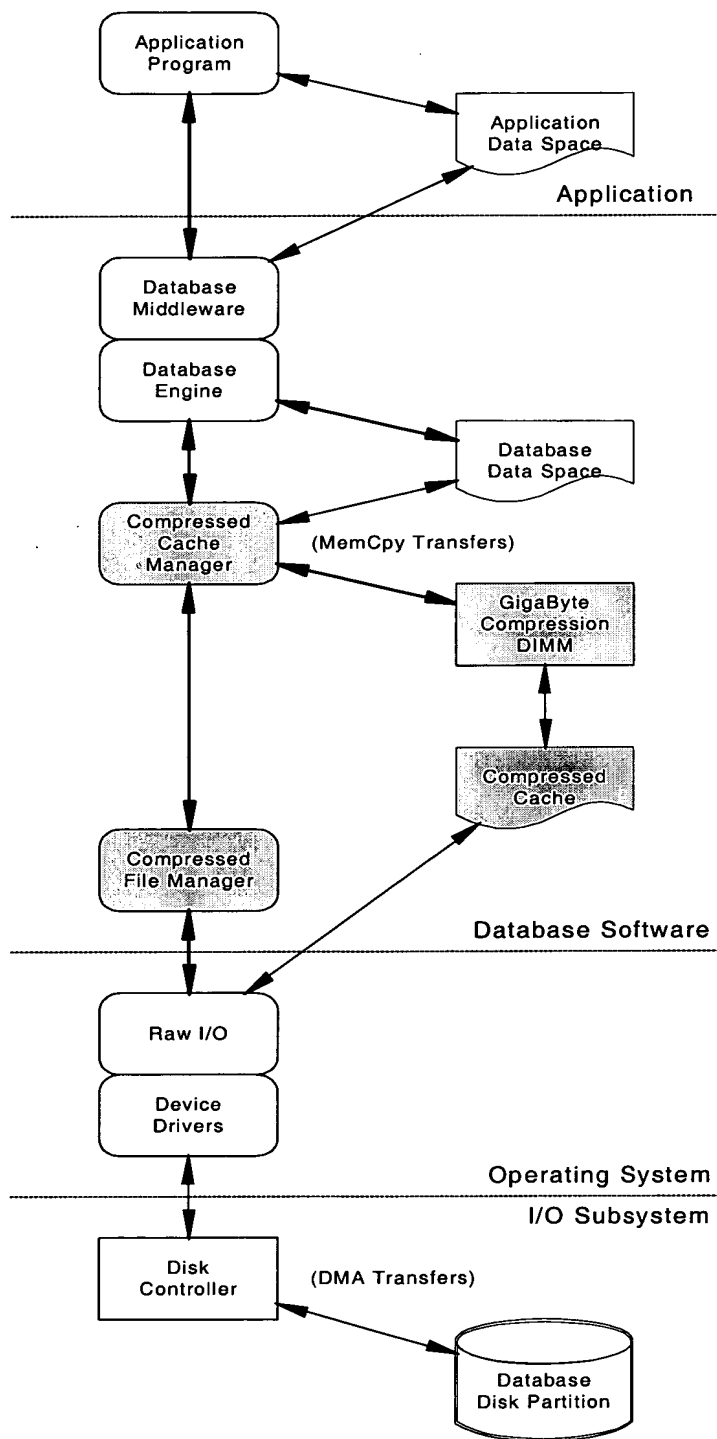 Application
Program
Application
Data Space
Application
Database
Middleware
Database
Engine
Database
Data Space
Compressed
Cache
Manager
(MemCpy Transfers)
GigaByte
Compression
DIMM
Compressed
Cache
Compressed
File Manager
Database Software
Raw I/O
Device
Drivers
Operating System
I/O Subsystem
Disk
Controller
(DMA Transfers)
Database
Disk Partition